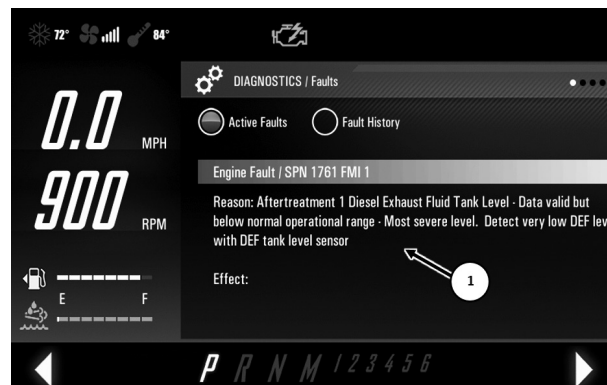 72°
84°
DIAGNOSTICS / Faults
Active Faults
Fault History
0.0 MPH
Engine Fault / SPN 1761 FMI 1
Reason: Aftertreatment 1 Diesel Exhaust Fluid Tank Level - Data valid but
below normal operational range - Most severe level. Detect very low DEF lev
with DEF tank level sensor
900 RPM
1
Effect:
E F
P R N M 1 2 3 4 5 6